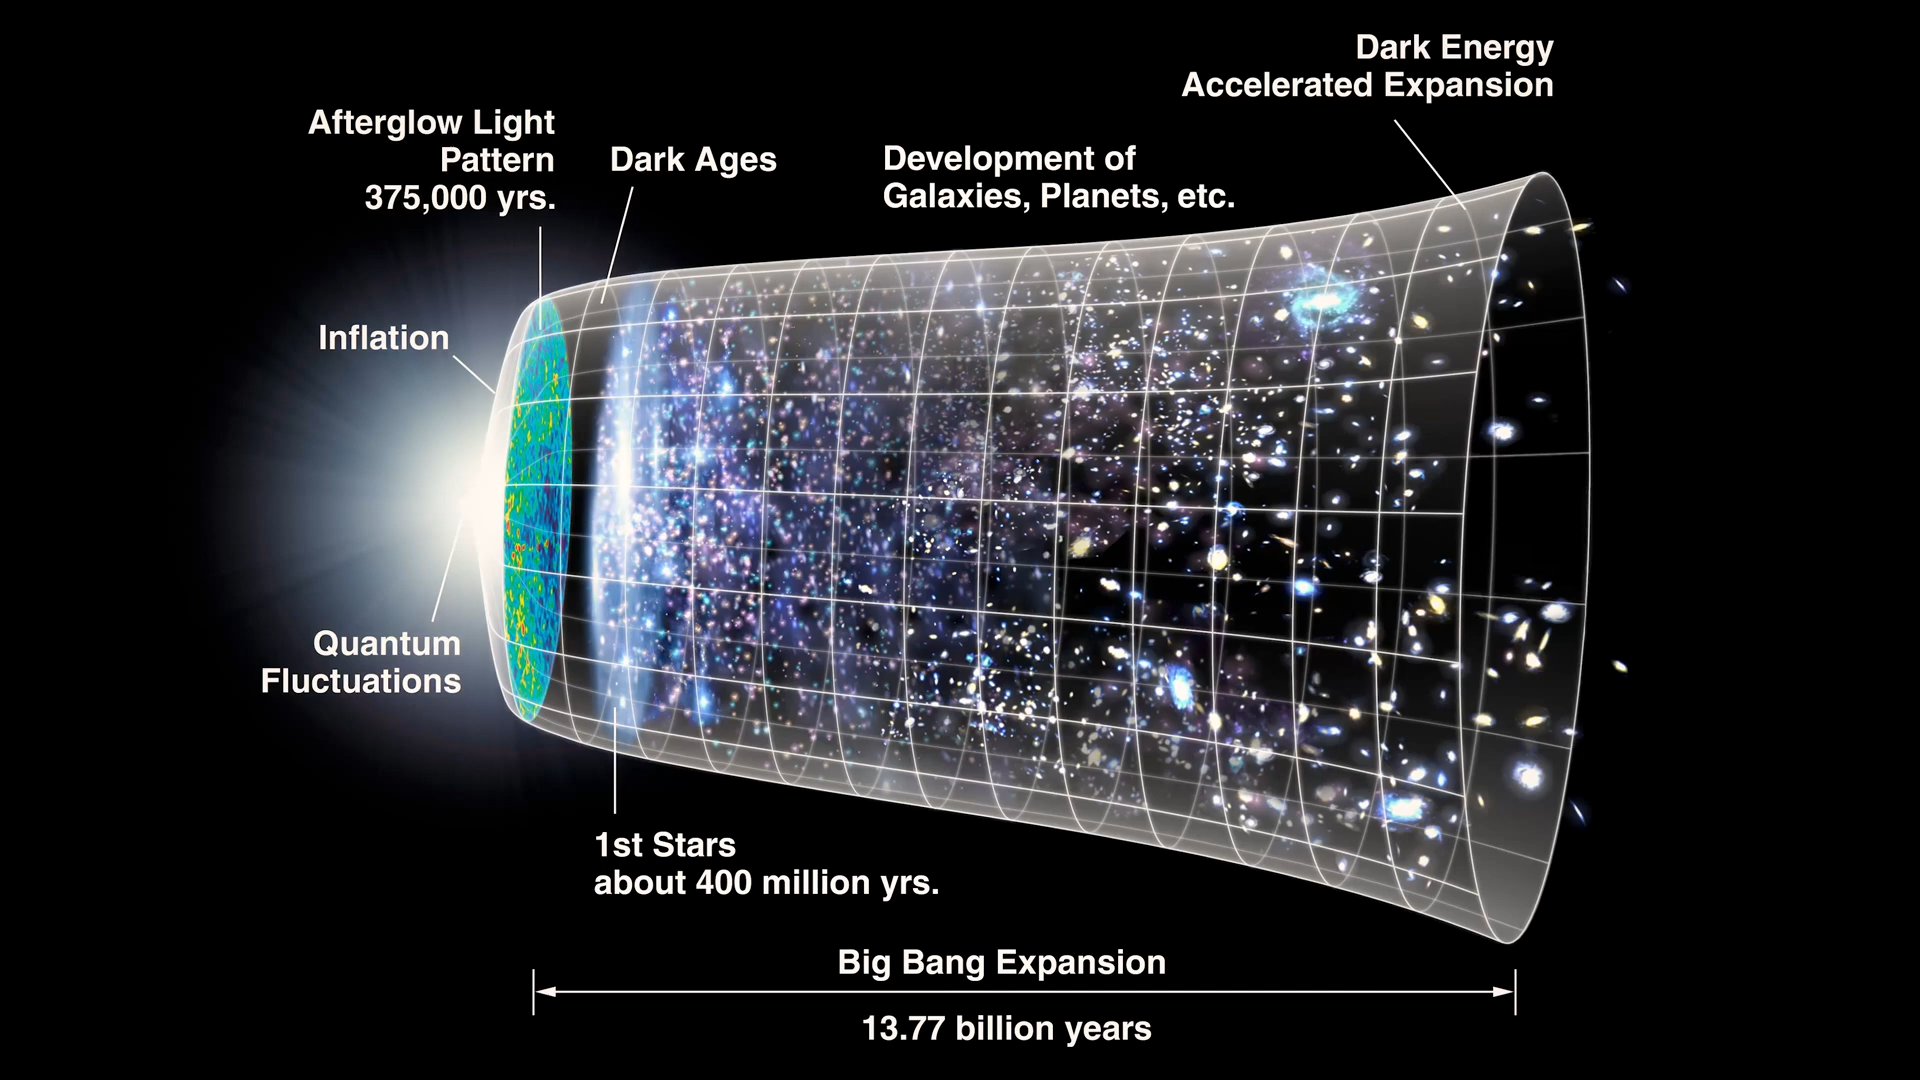 Dark Energy
Accelerated Expansion
Afterglow Light
Pattern
375,000 yrs.
Dark Ages
Development of
Galaxies, Planets, etc.
Inflation
Quantum
Fluctuations
1st Stars
about 400 million yrs.
Big Bang Expansion
13.77 billion years